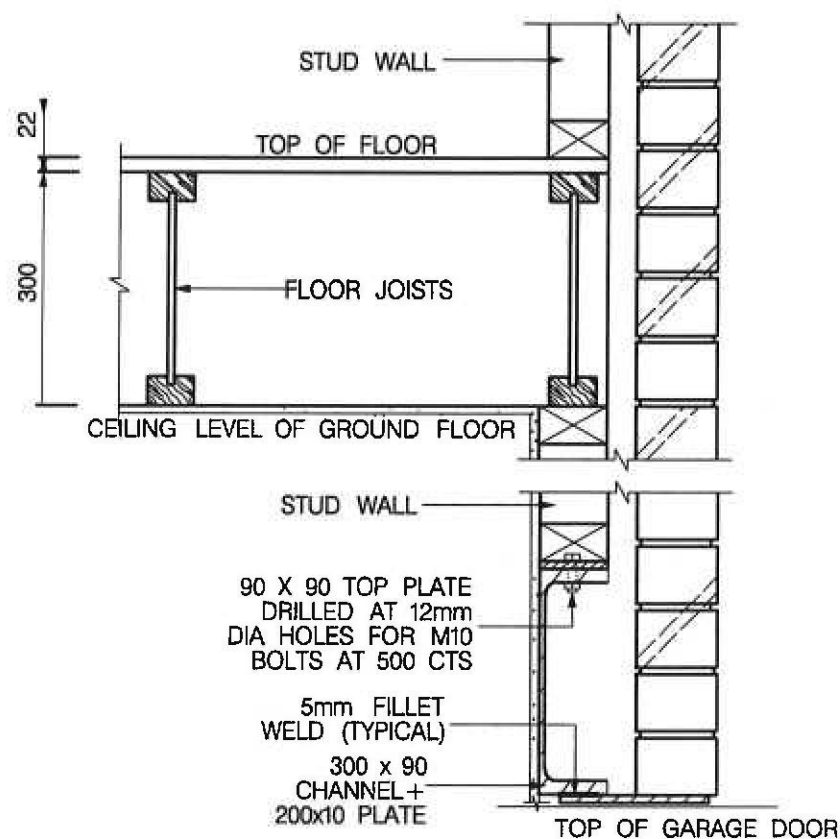 STUD WALL
22
TOP OF FLOOR
300
FLOOR JOISTS
CEILING LEVEL OF GROUND FLOOR
STUD WALL
90 X 90 TOP PLATE
DRILLED AT 12mm
DIA HOLES FOR M10
BOLTS AT 500 CTS
5mm FILLET
WELD (TYPICAL)
300 x 90
CHANNEL+
200x10 PLATE
TOP OF GARAGE DOOR